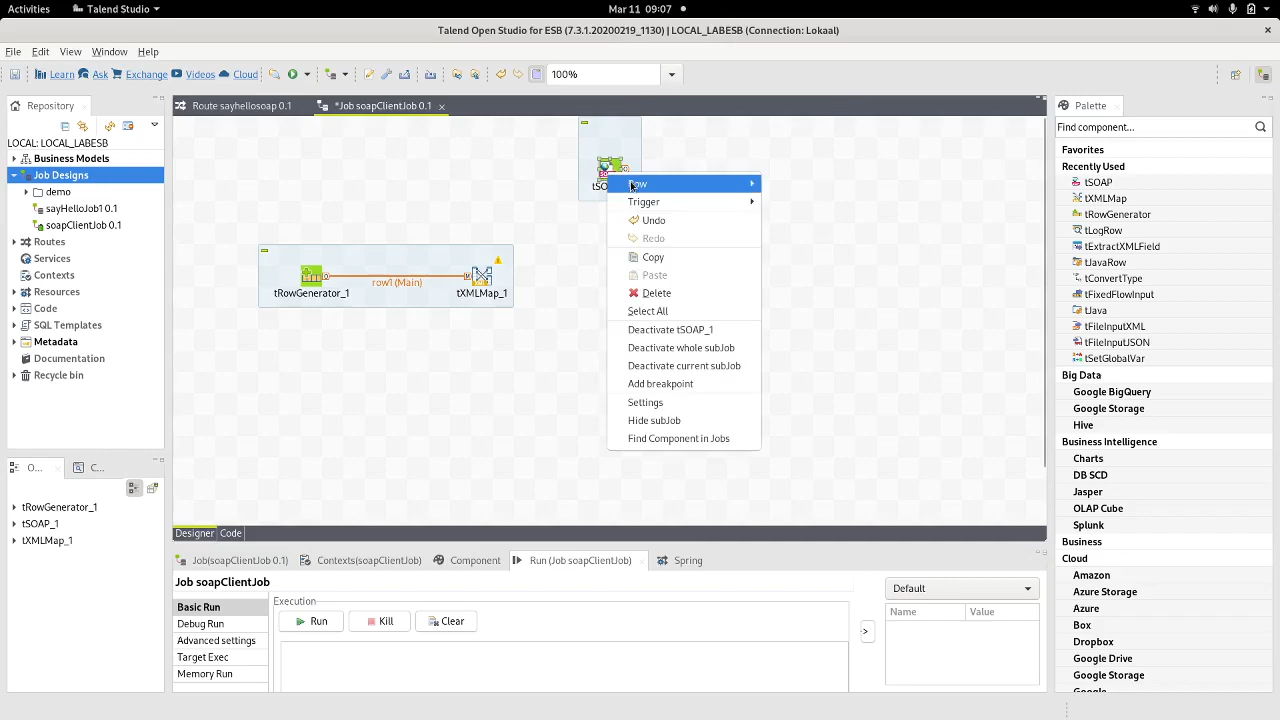 Activities
Talend Studio
Mar 11 09:07
Talend Open Studio for ESB (7.3.1.20200219_1130) | LOCAL_LABESB (Connection: Lokaal)
File Edit View Window Help
Learn Ask Exchange Videos Cloud 100%
Repository
LOCAL: LOCAL_LABESB
Business Models
Job Designs
demo
sayHelloJob1 0.1
soapClientJob 0.1
Routes
Services
Contexts
Resources
Code
SQL Templates
Metadata
Documentation
Recycle bin
O...
C...
tRowGenerator_1
tSOAP_1
tXMLMap_1
Route sayhellosoap 0.1
*Job soapClientJob 0.1
tRowGenerator_1
row1 (Main)
tXMLMap_1
Trigger
Undo
Redo
Copy
Paste
Delete
Select All
Deactivate tSOAP_1
Deactivate whole subJob
Deactivate current subJob
Add breakpoint
Settings
Hide subJob
Find Component in Jobs
Designer
Code
Job(soapClientJob 0.1)
Contexts(soapClientJob)
Component
Run (Job soapClientJob)
Spring
Job soapClientJob
Basic Run
Debug Run
Advanced settings
Target Exec
Memory Run
Execution
Run
Kill
Clear
>
Default
Name
Value
Palette
Find component...
Favorites
Recently Used
tSOAP
tXMLMap
tRowGenerator
tLogRow
tExtractXMLField
tJavaRow
tConvertType
tFixedFlowInput
tJava
tFileInputXML
tFileInputJSON
tSetGlobalVar
Big Data
Google BigQuery
Google Storage
Hive
Business Intelligence
Charts
DB SCD
Jasper
OLAP Cube
Splunk
Business
Cloud
Amazon
Azure Storage
Azure
Box
Dropbox
Google Drive
Google Storage